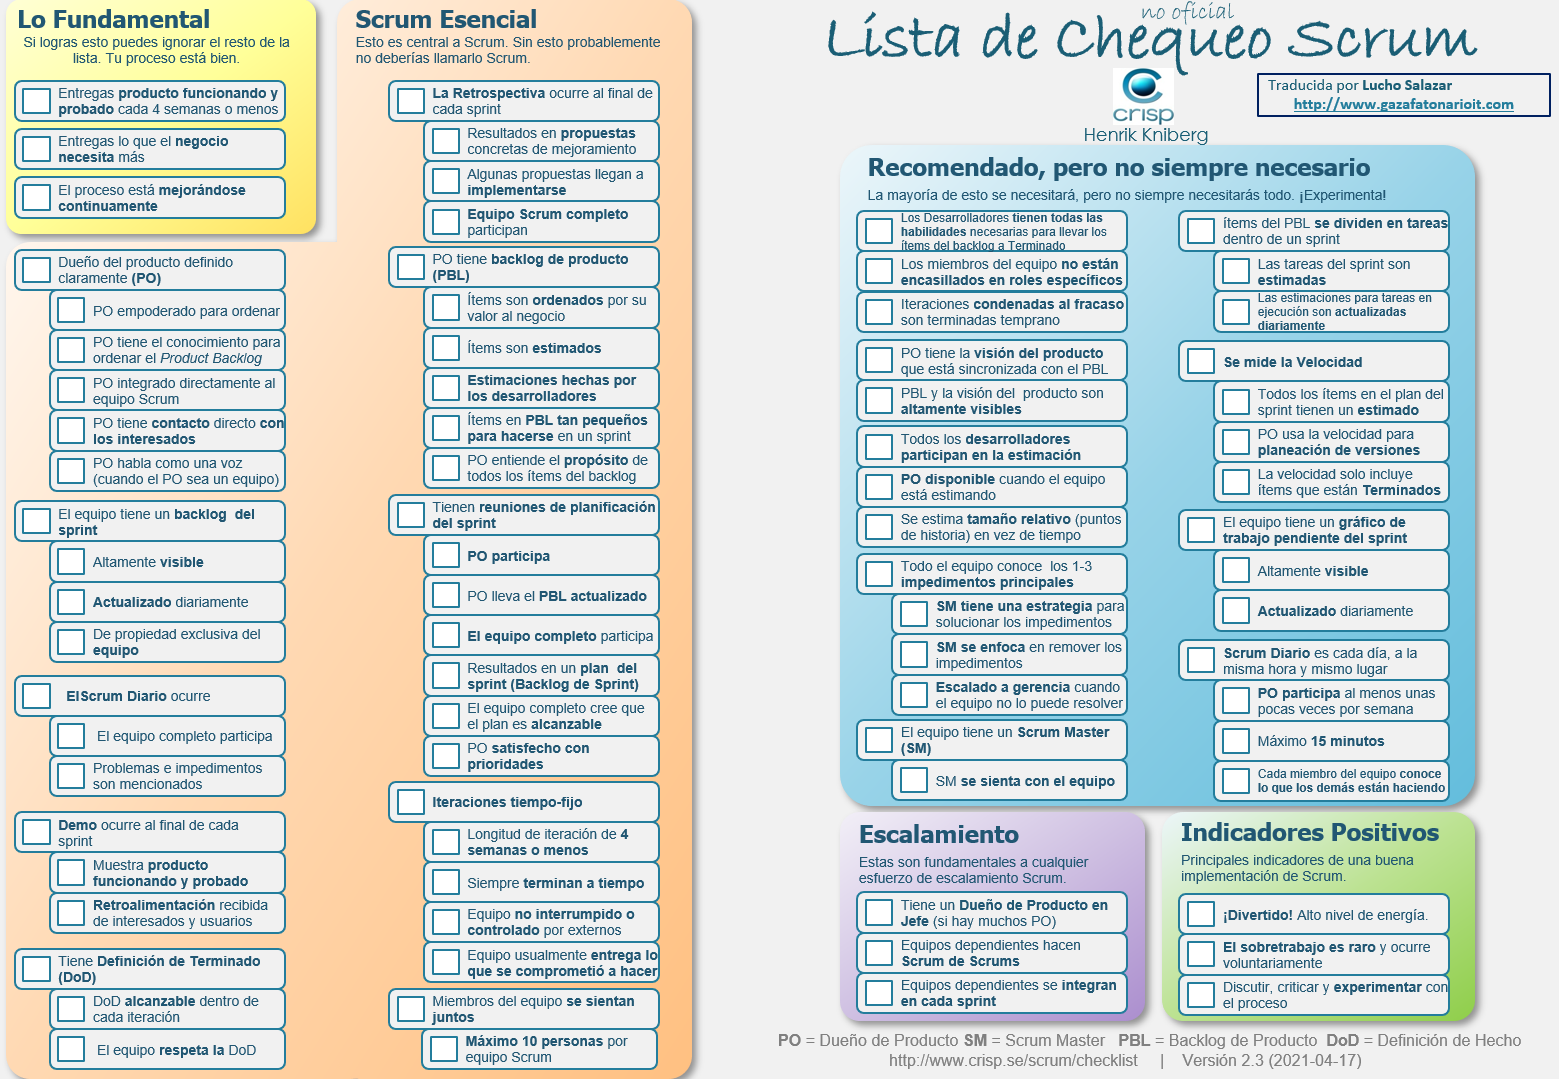 Lo Fundamental
Si logras esto puedes ignorar el resto de la
lista. Tu proceso está bien.
Entregas producto funcionando y
probado cada 4 semanas o menos
Entregas lo que el negocio
necesita más
El proceso está mejorándose
continuamente
Dueño del producto definido
claramente (PO)
PO empoderado para ordenar
PO tiene el conocimiento para
ordenar el Product Backlog
PO integrado directamente al
equipo Scrum
PO tiene contacto directo con
los interesados
PO habla como una voz
(cuando el PO sea un equipo)
El equipo tiene un backlog del
sprint
Altamente visible
Actualizado diariamente
De propiedad exclusiva del
equipo
ElScrum Diario ocurre
El equipo completo participa
Problemas e impedimentos
son mencionados
Demo ocurre al final de cada
sprint
Muestra producto
funcionando y probado
Retroalimentación recibida
de interesados y usuarios
Tiene Definición de Terminado
(DoD)
DoD alcanzable dentro de
cada iteración
El equipo respeta la DoD
Scrum Esencial
Esto es central a Scrum. Sin esto probablemente
no deberías llamarlo Scrum.
La Retrospectiva ocurre al final de
cada sprint
Resultados en propuestas
concretas de mejoramiento
Algunas propuestas llegan a
implementarse
Equipo Scrum completo
participan
PO tiene backlog de producto
(PBL)
Ítems son ordenados por su
valor al negocio
Ítems son estimados
Estimaciones hechas por
los desarrolladores
Ítems en PBL tan pequeños
para hacerse en un sprint
PO entiende el propósito de
todos los ítems del backlog
Tienen reuniones de planificación
del sprint
PO participa
PO lleva el PBL actualizado
El equipo completo participa
Resultados en un plan del
sprint (Backlog de Sprint)
El equipo completo cree que
el plan es alcanzable
PO satisfecho con
prioridades
Iteraciones tiempo-fijo
Longitud de iteración de 4
semanas o menos
Siempre terminan a tiempo
Equipo no interrumpido o
controlado por externos
Equipo usualmente entrega lo
que se comprometió a hacer
Miembros del equipo se sientan
juntos
Máximo 10 personas por
equipo Scrum
no oficial
Lista de Chequeo Scrum
crisp
Henrik Kniberg
Traducida por Lucho Salazar
http://www.gazafatonarioit.com
Recomendado, pero no siempre necesario
La mayoría de esto se necesitará, pero no siempre necesitarás todo. ¡Experimenta!
Los Desarrolladores tienen todas las
habilidades necesarias para llevar los
ítems del backlog a Terminado
Los miembros del equipo no están
encasillados en roles específicos
Iteraciones condenadas al fracaso
son terminadas temprano
PO tiene la visión del producto
que está sincronizada con el PBL
PBL y la visión del producto son
altamente visibles
Todos los desarrolladores
participan en la estimación
PO disponible cuando el equipo
está estimando
Se estima tamaño relativo (puntos
de historia) en vez de tiempo
Todo el equipo conoce los 1-3
impedimentos principales
SM tiene una estrategia para
solucionar los impedimentos
SM se enfoca en remover los
impedimentos
Escalado a gerencia cuando
el equipo no lo puede resolver
El equipo tiene un Scrum Master
(SM)
SM se sienta con el equipo
ítems del PBL se dividen en tareas
dentro de un sprint
Las tareas del sprint son
estimadas
Las estimaciones para tareas en
ejecución son actualizadas
diariamente
Se mide la Velocidad
Todos los ítems en el plan del
sprint tienen un estimado
PO usa la velocidad para
planeación de versiones
La velocidad solo incluye
ítems que están Terminados
El equipo tiene un gráfico de
trabajo pendiente del sprint
Altamente visible
Actualizado diariamente
Scrum Diario es cada día, a la
misma hora y mismo lugar
PO participa al menos unas
pocas veces por semana
Máximo 15 minutos
Cada miembro del equipo conoce
lo que los demás están haciendo
Escalamiento
Estas son fundamentales a cualquier
esfuerzo de escalamiento Scrum.
Tiene un Dueño de Producto en
Jefe (si hay muchos PO)
Equipos dependientes hacen
Scrum de Scrums
Equipos dependientes se integran
en cada sprint
Indicadores Positivos
Principales indicadores de una buena
implementación de Scrum.
¡Divertido! Alto nivel de energía.
El sobretrabajo es raro y ocurre
voluntariamente
Discutir, criticar y experimentar con
el proceso
PO = Dueño de Producto SM = Scrum Master PBL = Backlog de Producto DoD = Definición de Hecho
http://www.crisp.se/scrum/checklist | Versión 2.3 (2021-04-17)